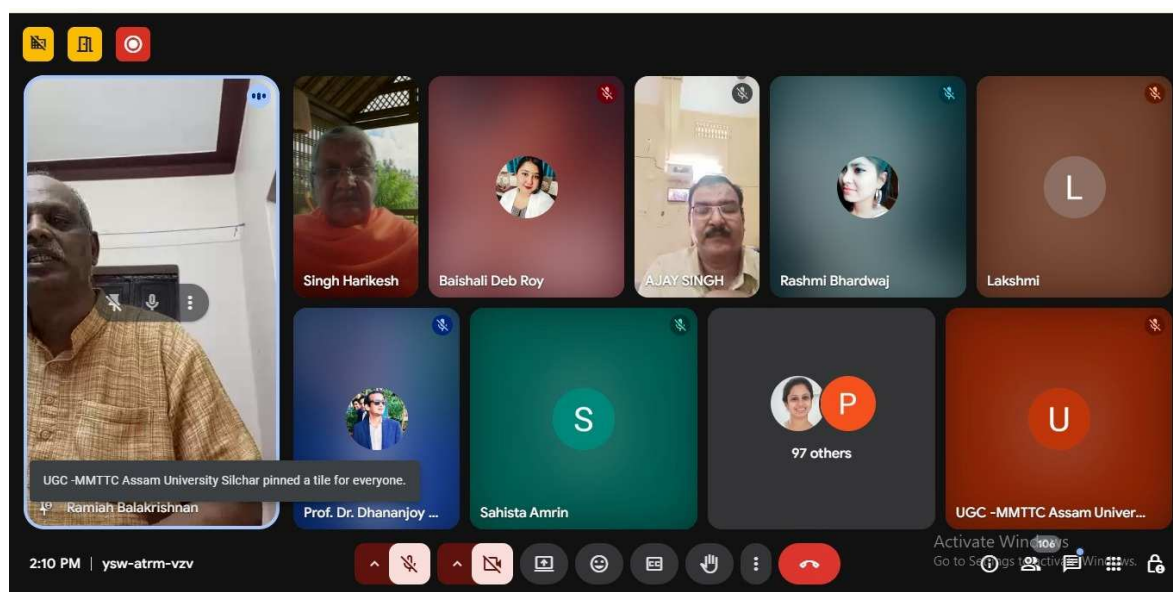 Singh Harikesh
Baishali Deb Roy
AJAY SINGH
Rashmi Bhardwaj
L
Lakshmi
UGC -MMTTC Assam University Silchar pinned a tile for everyone.
Ramiah Balakrishnan
Prof. Dr. Dhananjoy ...
S
Sahista Amrin
P
97 others
U
UGC -MMTTC Assam Univer...
2:10 PM | ysw-atrm-vzv
CC
Activate Windows
106
Go to Settings to activate Windows.